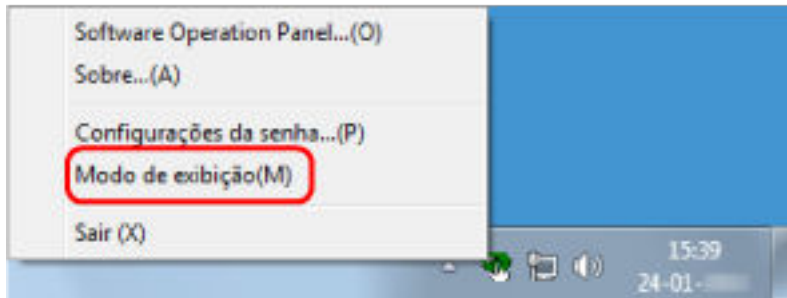 Software Operation Panel...(O)
Sobre...(A)
Configurações da senha...(P)
Modo de exibição(M)
Sair (X)
15:39
24-01-